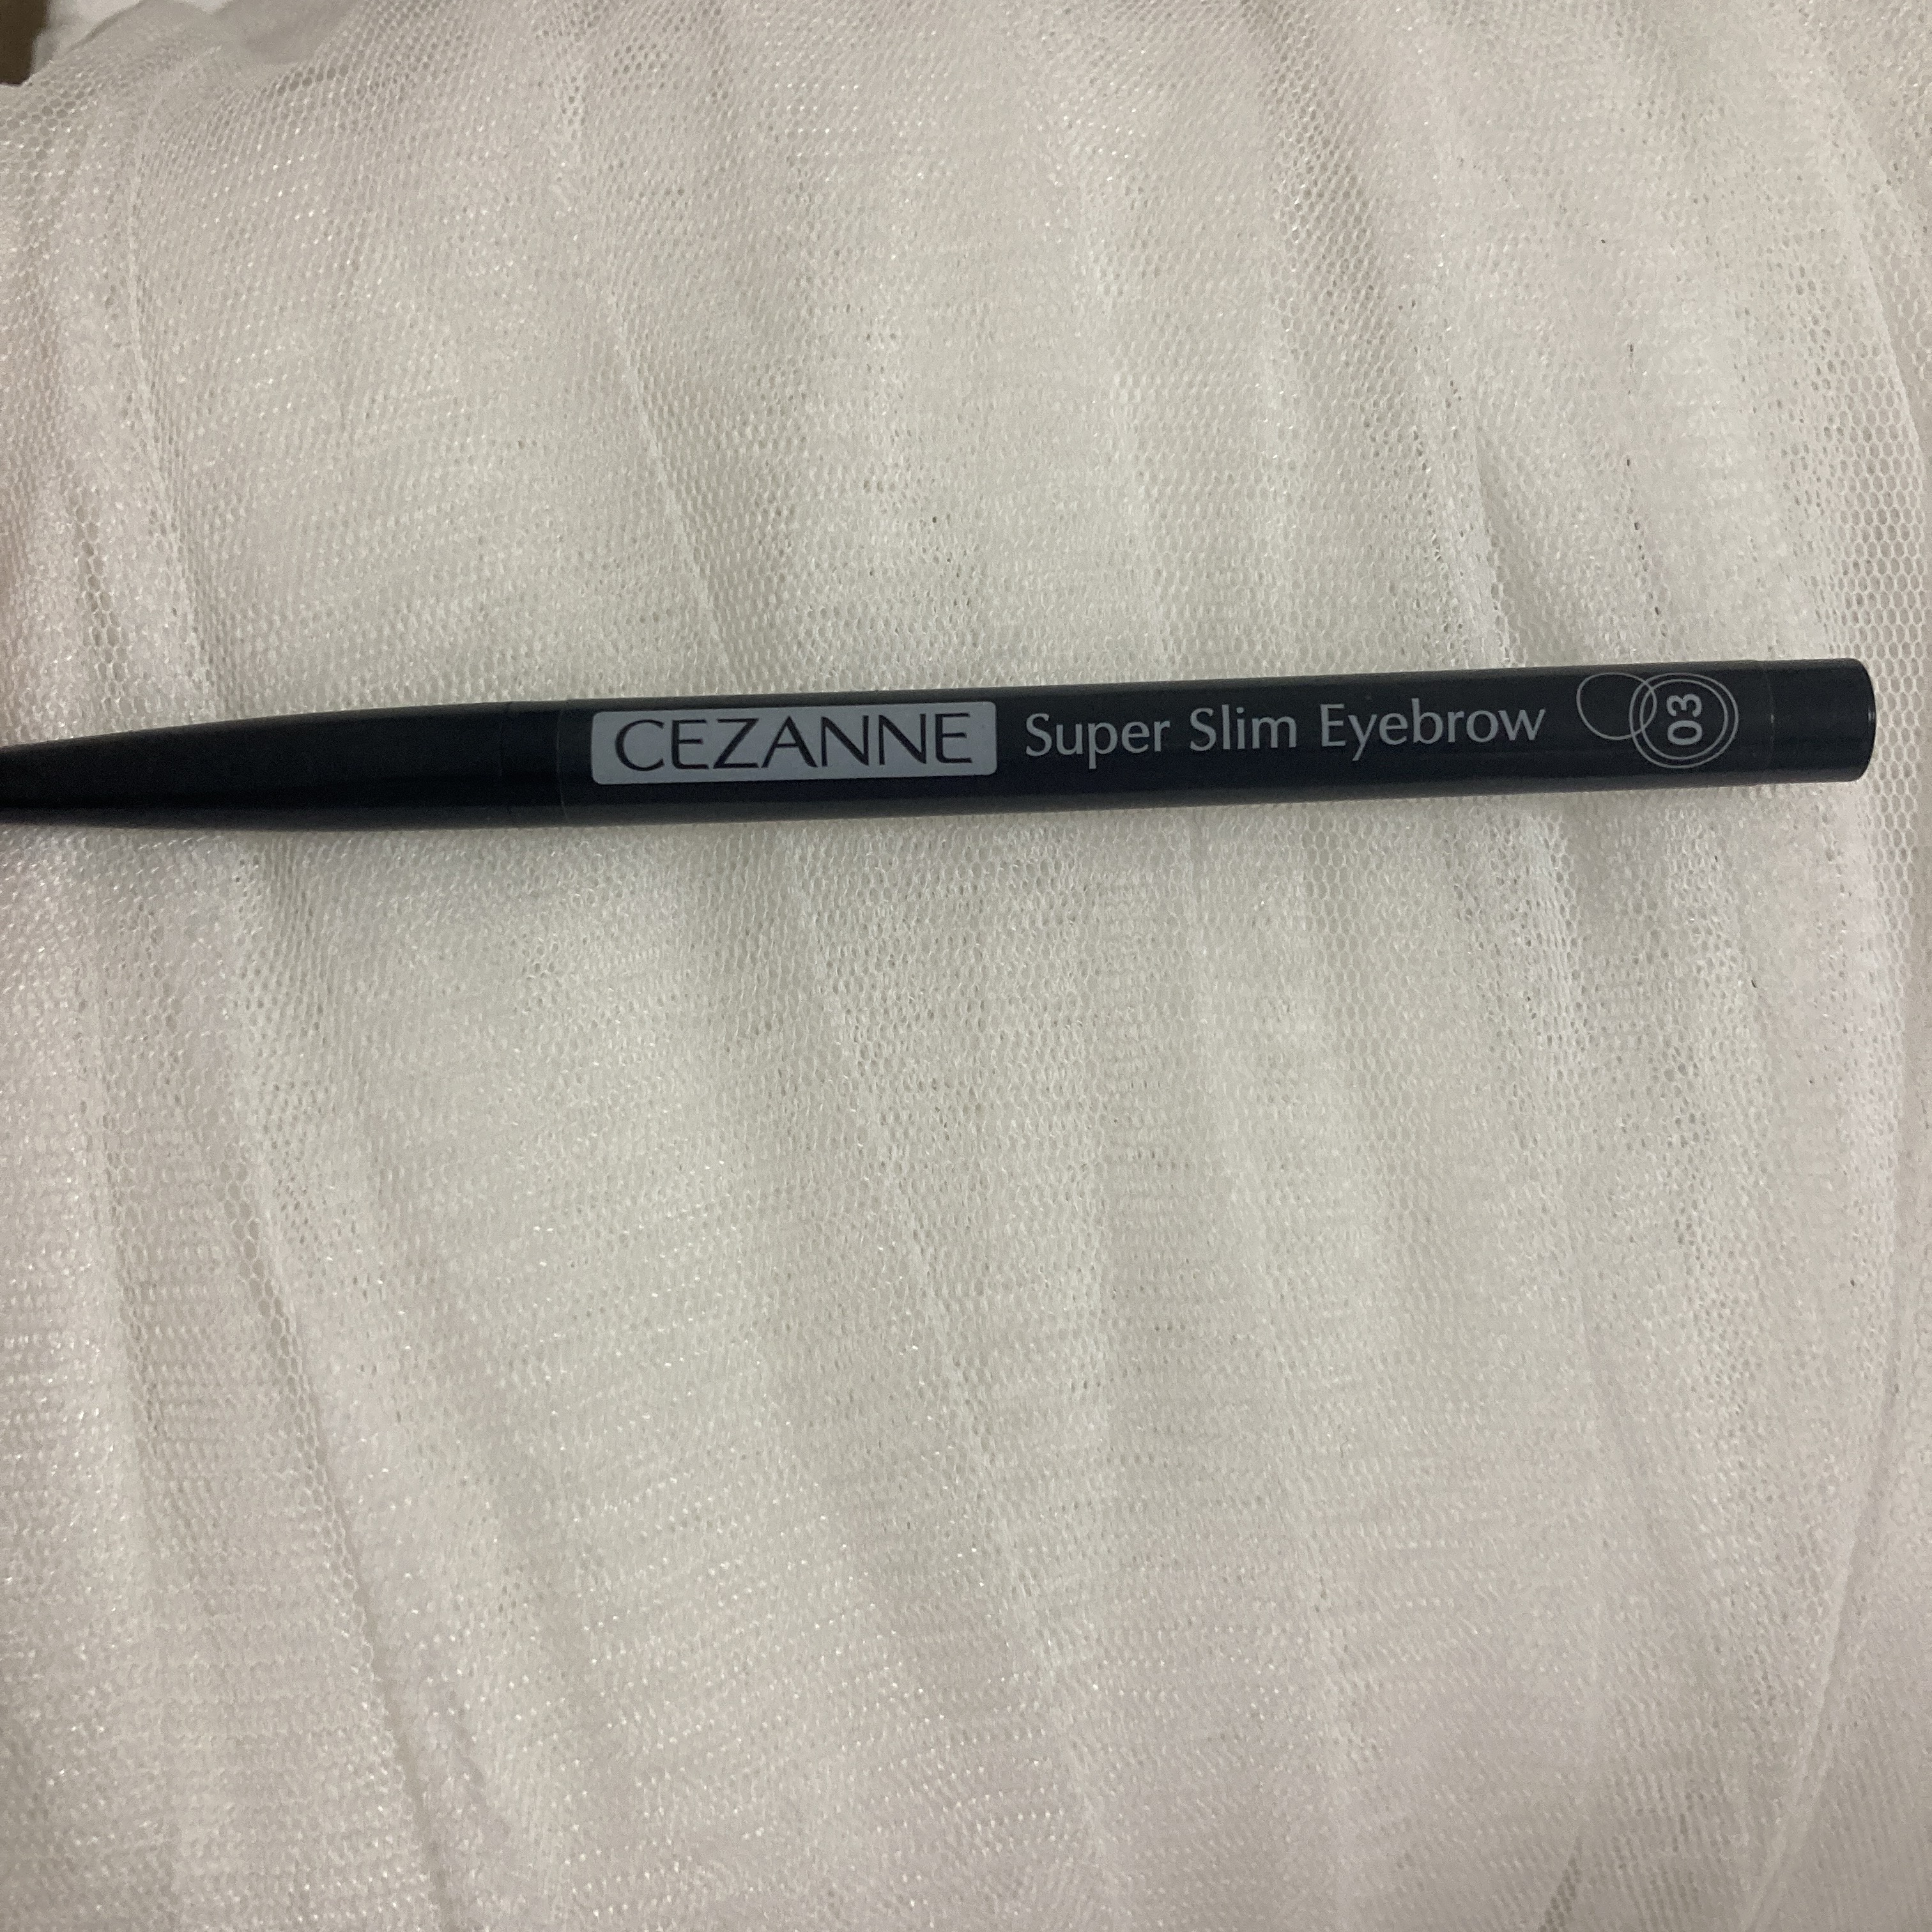 CEZANNE Super Slim Eyebrow 03